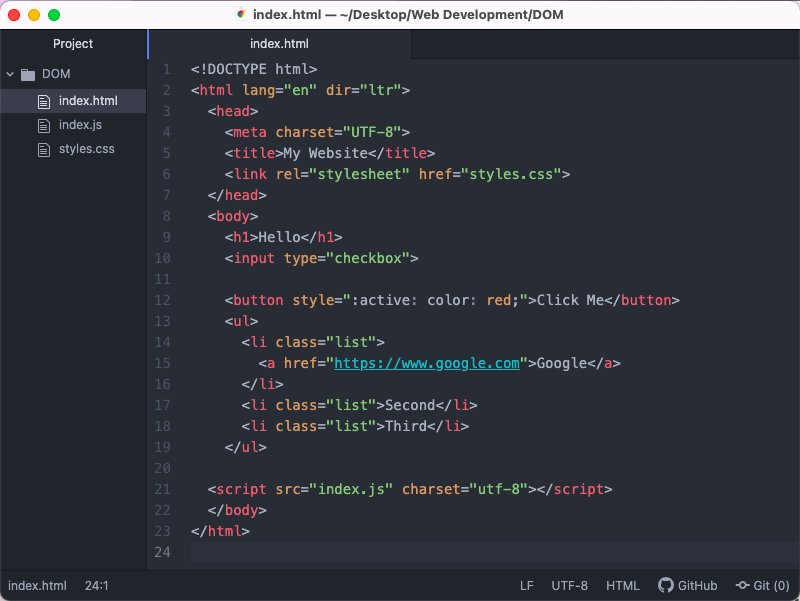 index.html — ~/Desktop/Web Development/DOM
Project
index.html
DOM
index.html
index.js
styles.css
1 <!DOCTYPE html>
2 <html lang="en" dir="ltr">
3 <head>
4 <meta charset="UTF-8">
5 <title>My Website</title>
6 <link rel="stylesheet" href="styles.css">
7 </head>
8 <body>
9 <h1>Hello</h1>
10 <input type="checkbox">
11
12 <button style=":active: color: red;">Click Me</button>
13 <ul>
14 <li class="list">
15 <a href="https://www.google.com">Google</a>
16 </li>
17 <li class="list">Second</li>
18 <li class="list">Third</li>
19 </ul>
20
21 <script src="index.js" charset="utf-8"></script>
22 </body>
23 </html>
24
index.html 24:1 LF UTF-8 HTML GitHub Git (0)